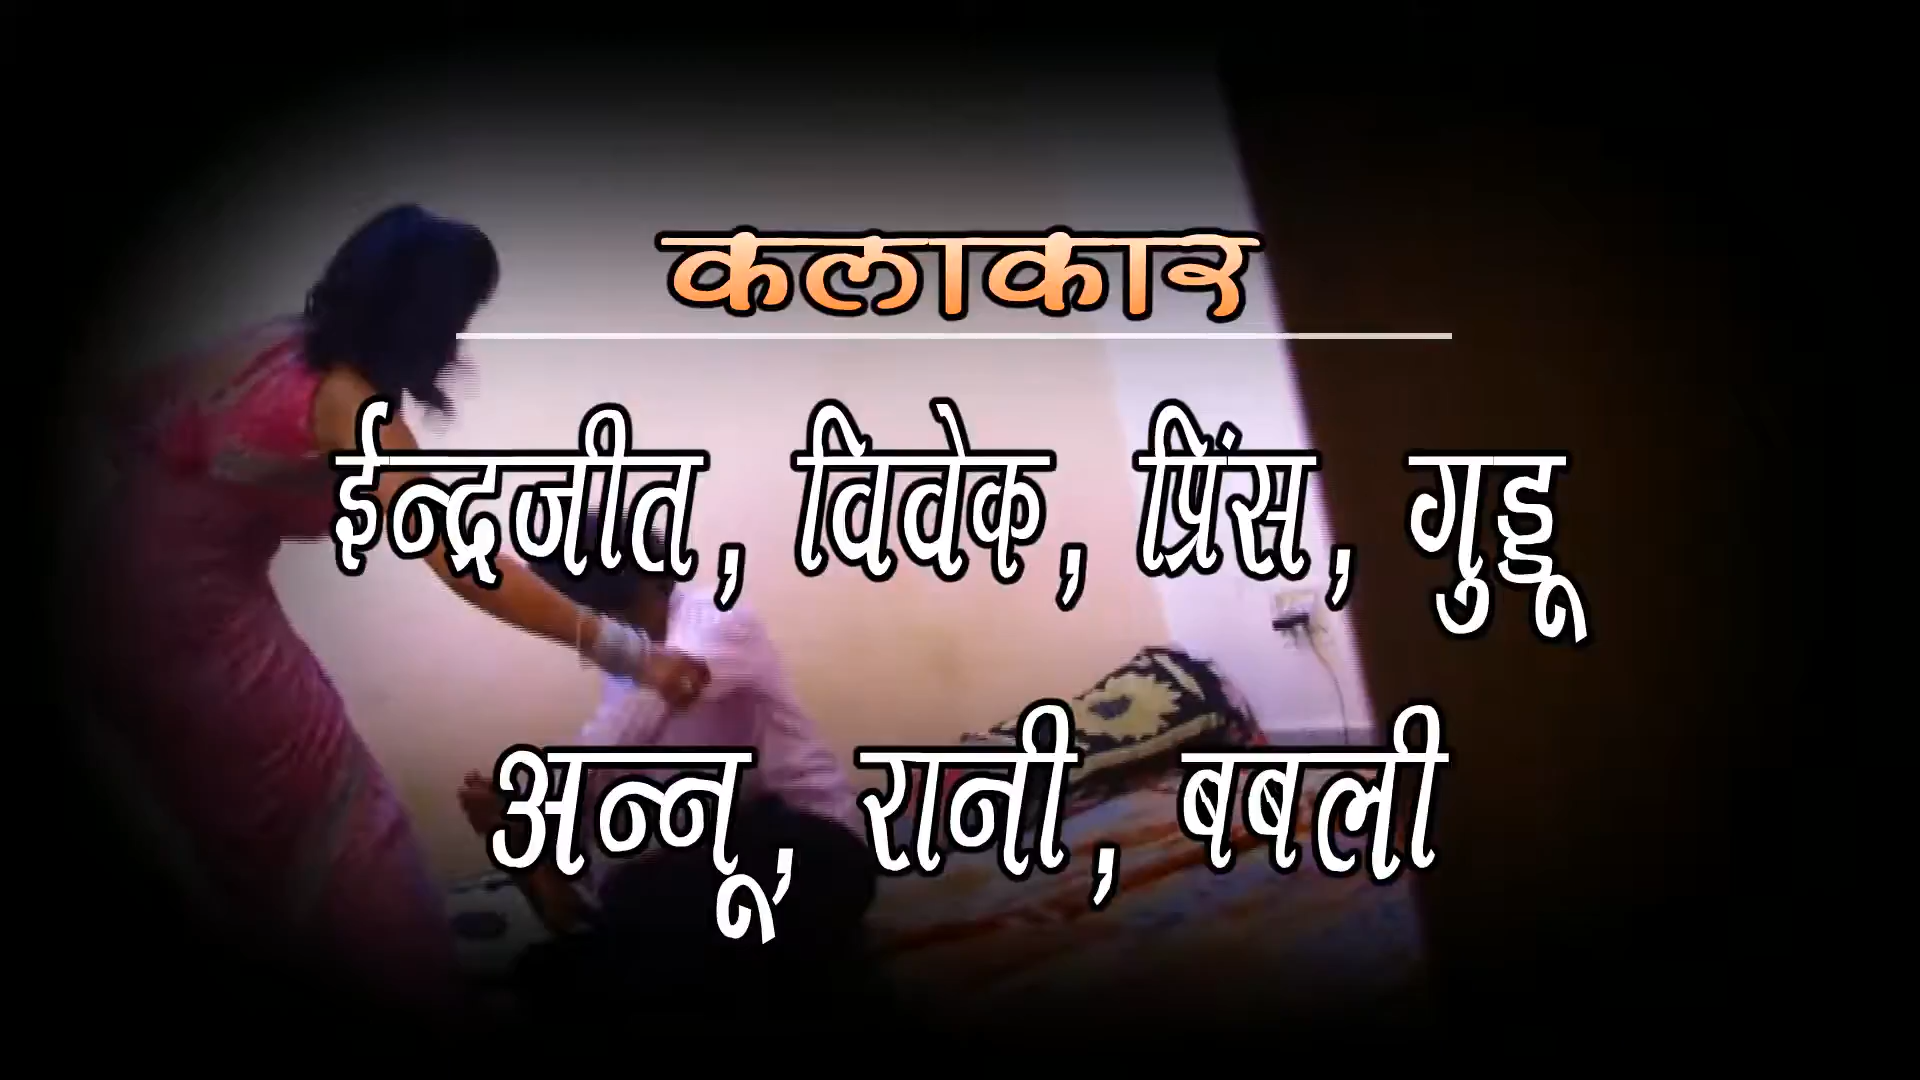 कलाकार
ईन्द्रजीत, विवेक, प्रिंस, गुड्डू
अन्नू, रानी, बबली